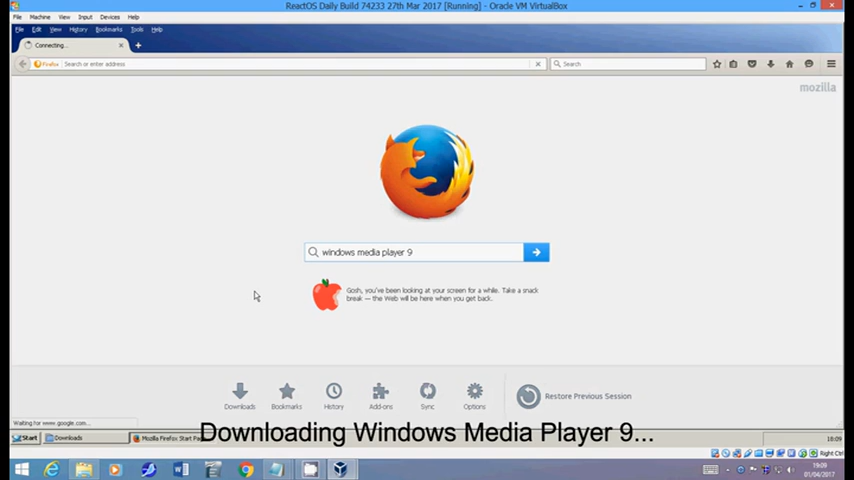 ReactOS Daily Build 74233 27th Mar 2017 [Running] - Oracle VM VirtualBox
File Machine View Input Devices Help
File Edit View History Bookmarks Tools Help
Connecting...
Firefox Search or enter address
Search
mozilla
windows media player 9
Gosh, you've been looking at your screen for a while. Take a snack
break — the Web will be here when you get back.
Downloads Bookmarks History Add-ons Sync Options Restore Previous Session
Waiting for www.google.com...
Start Downloads Mozilla Firefox Start Pag 18:09
Downloading Windows Media Player 9...
Right Ctrl
19:09
01/04/2017